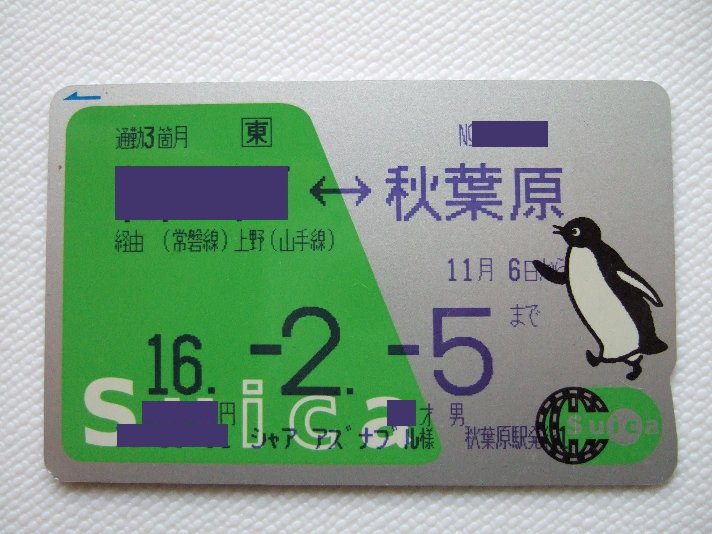 通勤3箇月 東 NO
↔ 秋葉原
経由 (常磐線)上野(山手線)
11月 6日から
16.-2.-5 まで
円 才 男
シャア アズナブル様 秋葉原駅発
Suica
Suica